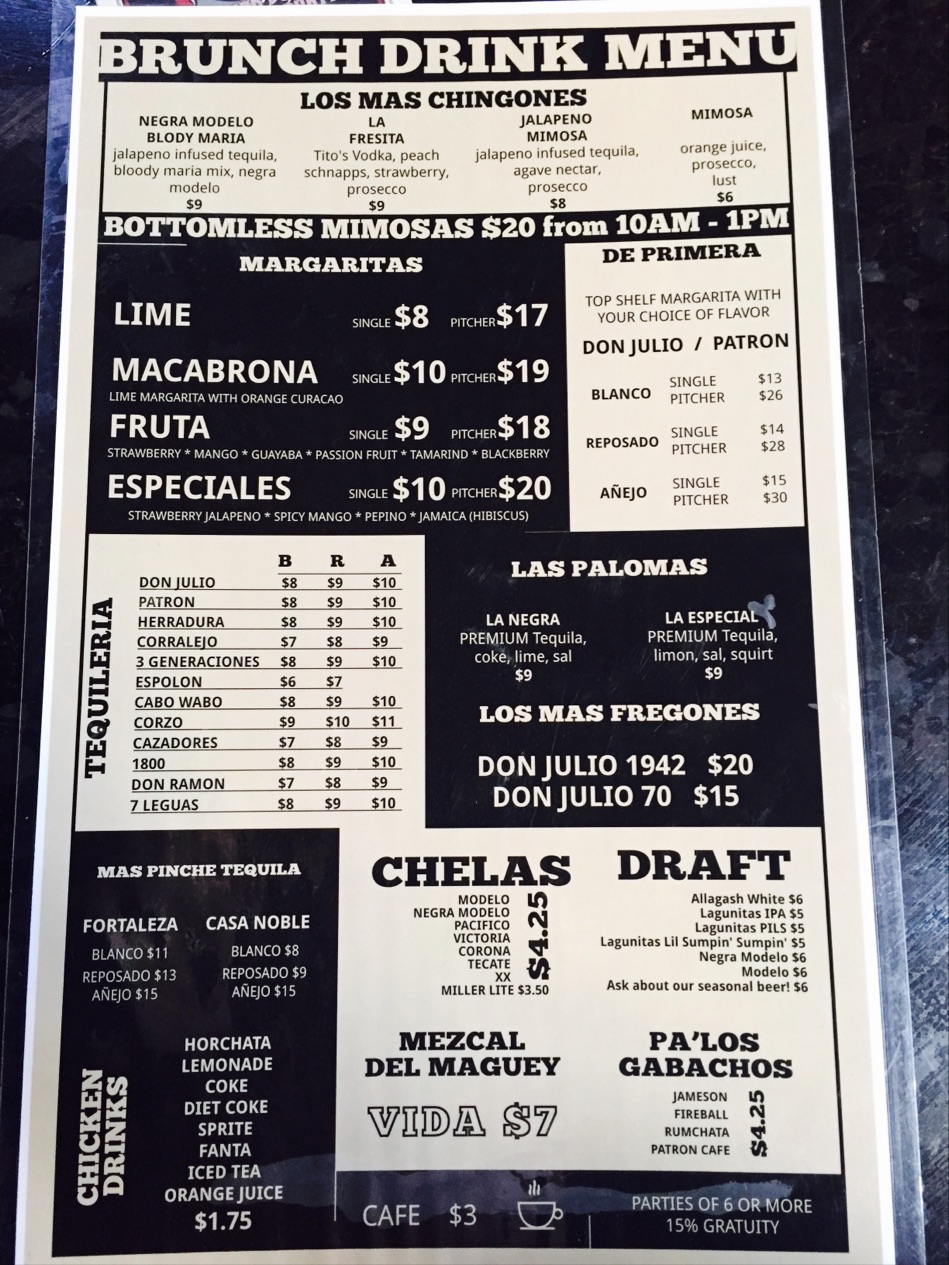 BRUNCH DRINK MENU
LOS MAS CHINGONES
NEGRA MODELO
BLODY MARIA
jalapeno infused tequila,
bloody maria mix, negra
modelo
$9
LA
FRESITA
Tito's Vodka, peach
schnapps, strawberry,
prosecco
$9
JALAPENO
MIMOSA
jalapeno infused tequila,
agave nectar,
prosecco
$8
MIMOSA
orange juice,
prosecco,
lust
$6
BOTTOMLESS MIMOSAS $20 from 10AM - 1PM
MARGARITAS
LIME SINGLE $8 PITCHER $17
MACABRONA SINGLE $10 PITCHER $19
LIME MARGARITA WITH ORANGE CURACAO
FRUTA SINGLE $9 PITCHER $18
STRAWBERRY * MANGO * GUAYABA * PASSION FRUIT * TAMARIND * BLACKBERRY
ESPECIALES SINGLE $10 PITCHER $20
STRAWBERRY JALAPENO * SPICY MANGO * PEPINO * JAMAICA (HIBISCUS)
DE PRIMERA
TOP SHELF MARGARITA WITH
YOUR CHOICE OF FLAVOR
DON JULIO / PATRON
BLANCO SINGLE $13
PITCHER $26
REPOSADO SINGLE $14
PITCHER $28
AÑEJO SINGLE $15
PITCHER $30
TEQUILERIA
B R A
DON JULIO $8 $9 $10
PATRON $8 $9 $10
HERRADURA $8 $9 $10
CORRALEJO $7 $8 $9
3 GENERACIONES $8 $9 $10
ESPOLON $6 $7
CABO WABO $8 $9 $10
CORZO $9 $10 $11
CAZADORES $7 $8 $9
1800 $8 $9 $10
DON RAMON $7 $8 $9
7 LEGUAS $8 $9 $10
LAS PALOMAS
LA NEGRA
PREMIUM Tequila,
coke, lime, sal
$9
LA ESPECIAL
PREMIUM Tequila,
limon, sal, squirt
$9
LOS MAS FREGONES
DON JULIO 1942 $20
DON JULIO 70 $15
MAS PINCHE TEQUILA
FORTALEZA
BLANCO $11
REPOSADO $13
AÑEJO $15
CASA NOBLE
BLANCO $8
REPOSADO $9
AÑEJO $15
CHELAS
MODELO
NEGRA MODELO
PACIFICO
VICTORIA
CORONA
TECATE
XX
$4.25
MILLER LITE $3.50
DRAFT
Allagash White $6
Lagunitas IPA $5
Lagunitas PILS $5
Lagunitas Lil Sumpin' Sumpin' $5
Negra Modelo $6
Modelo $6
Ask about our seasonal beer! $6
CHICKEN
DRINKS
HORCHATA
LEMONADE
COKE
DIET COKE
SPRITE
FANTA
ICED TEA
ORANGE JUICE
$1.75
MEZCAL
DEL MAGUEY
VIDA $7
PA'LOS
GABACHOS
JAMESON
FIREBALL
RUMCHATA
PATRON CAFE
$4.25
CAFE $3
PARTIES OF 6 OR MORE
15% GRATUITY